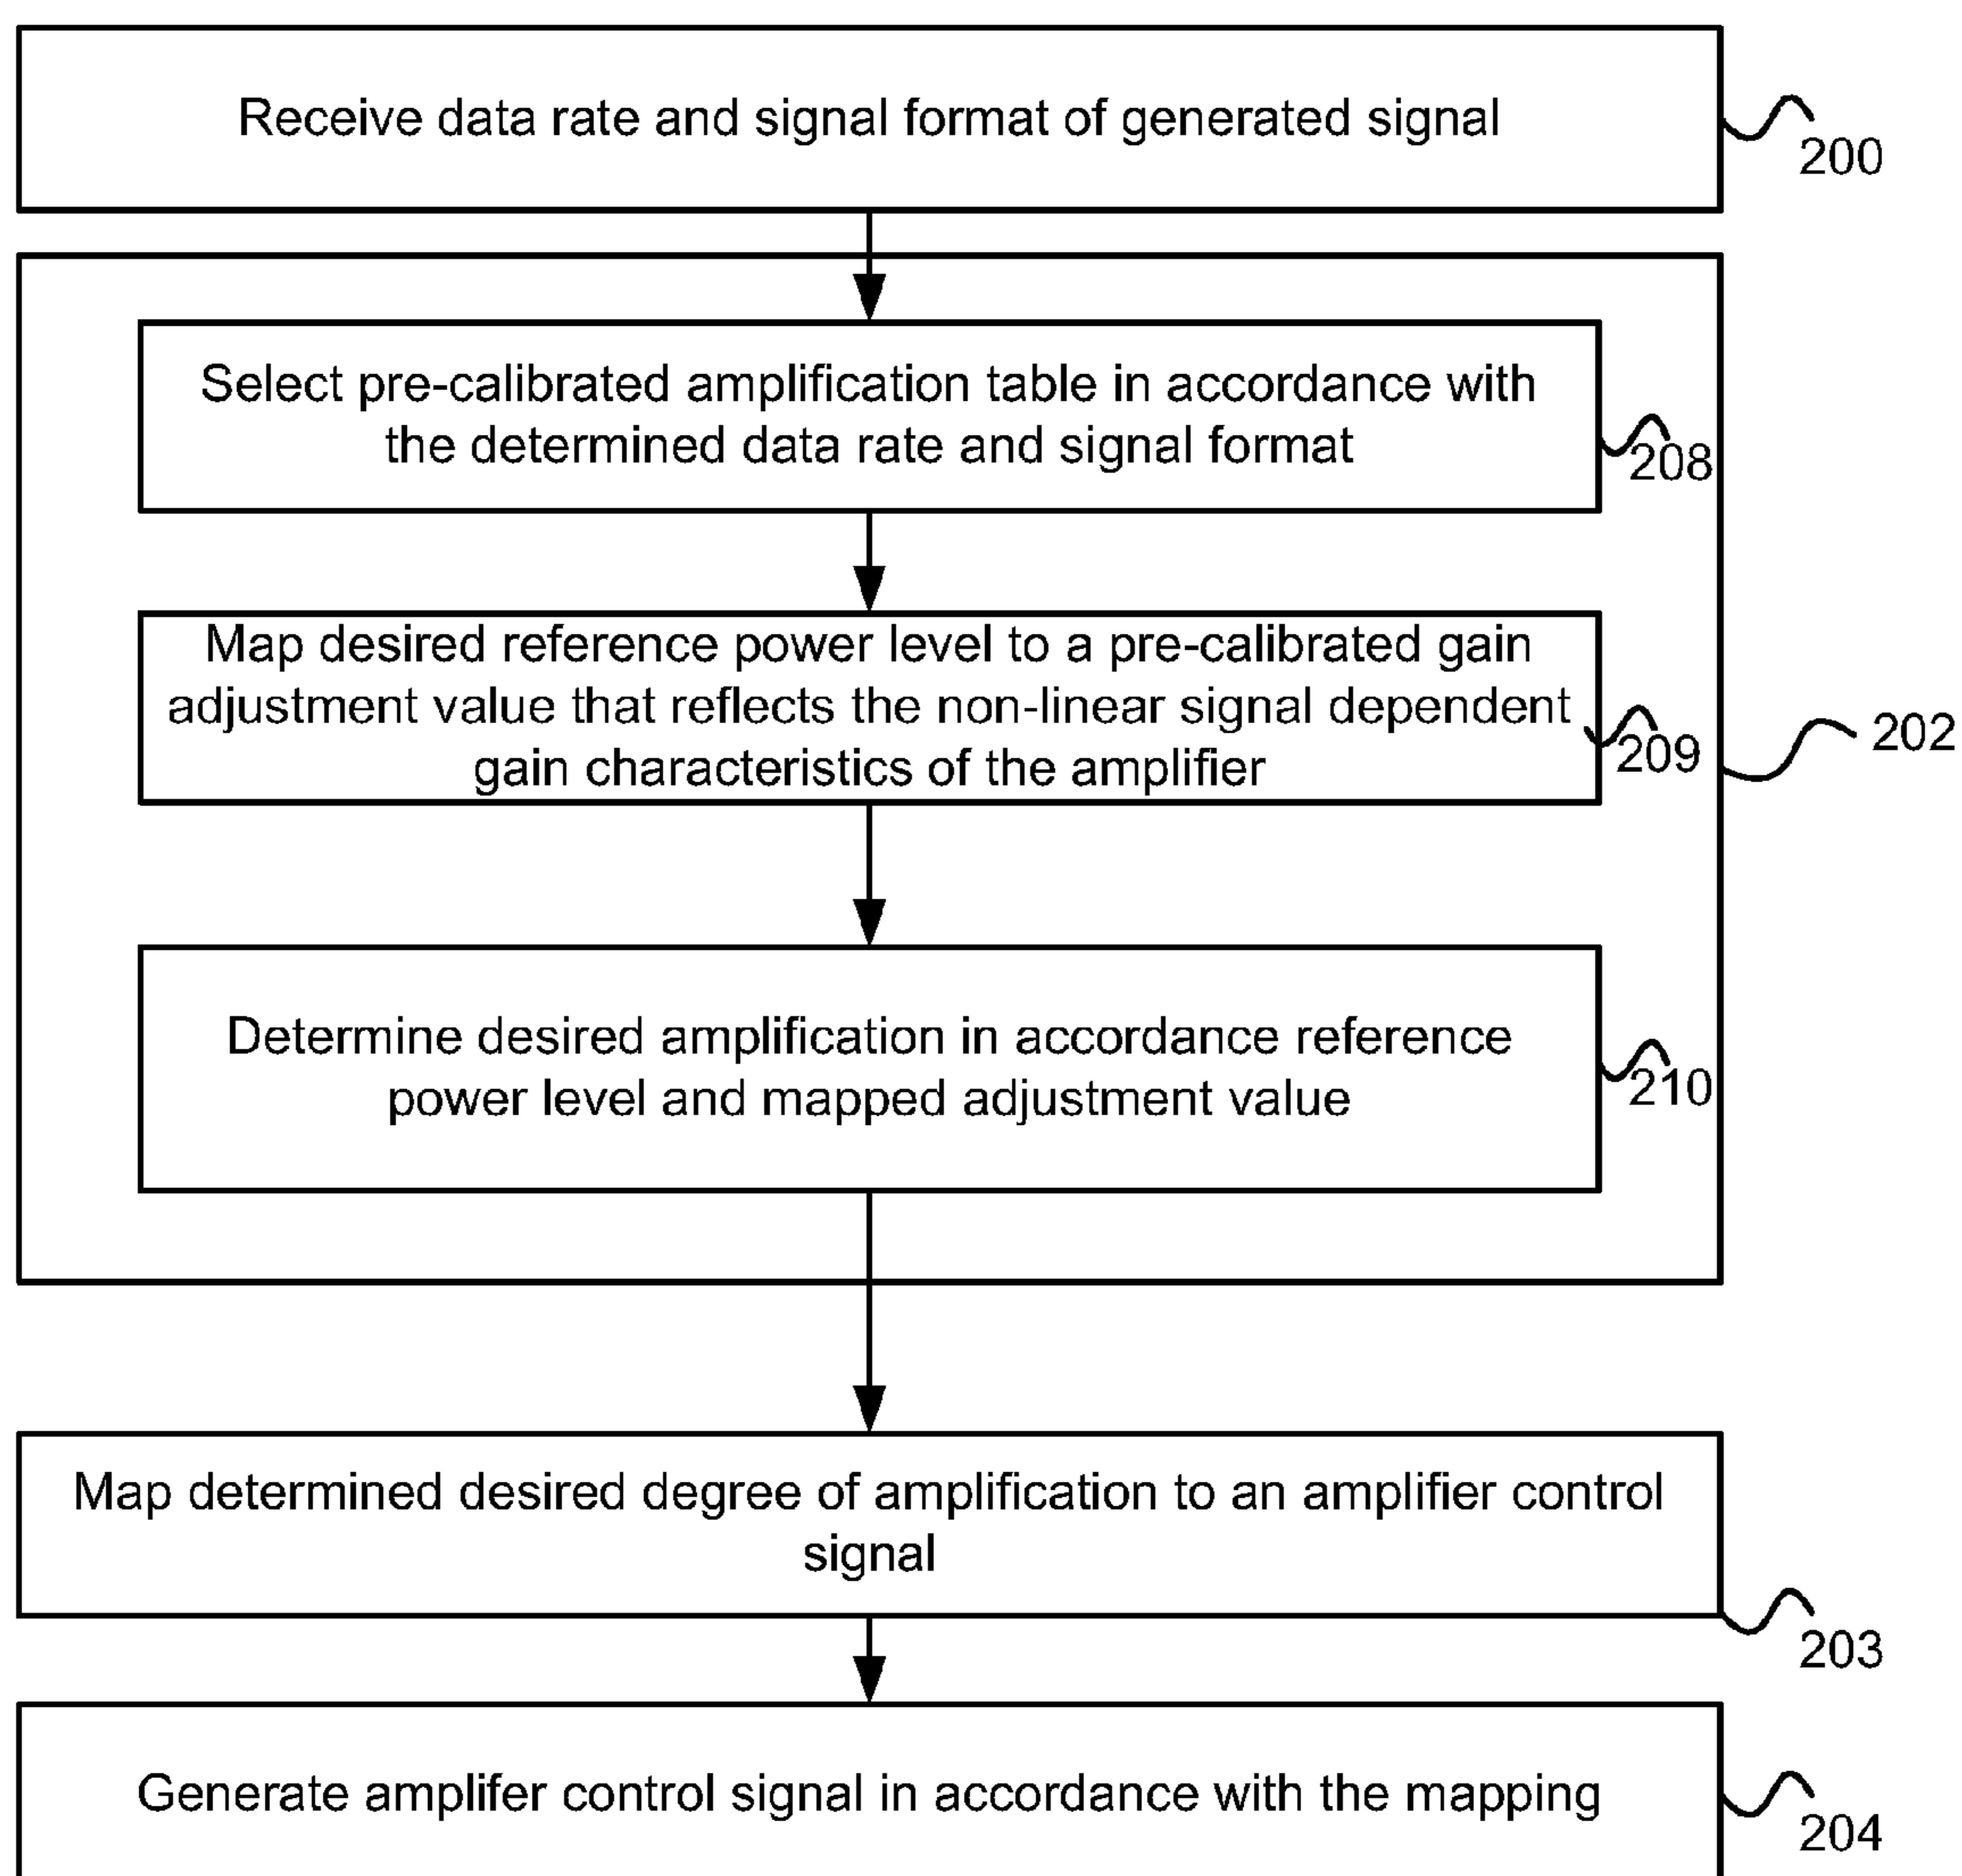 Receive data rate and signal format of generated signal
200
Select pre-calibrated amplification table in accordance with
the determined data rate and signal format
208
Map desired reference power level to a pre-calibrated gain
adjustment value that reflects the non-linear signal dependent
gain characteristics of the amplifier
209
202
Determine desired amplification in accordance reference
power level and mapped adjustment value
210
Map determined desired degree of amplification to an amplifier control
signal
203
Generate amplifer control signal in accordance with the mapping
204